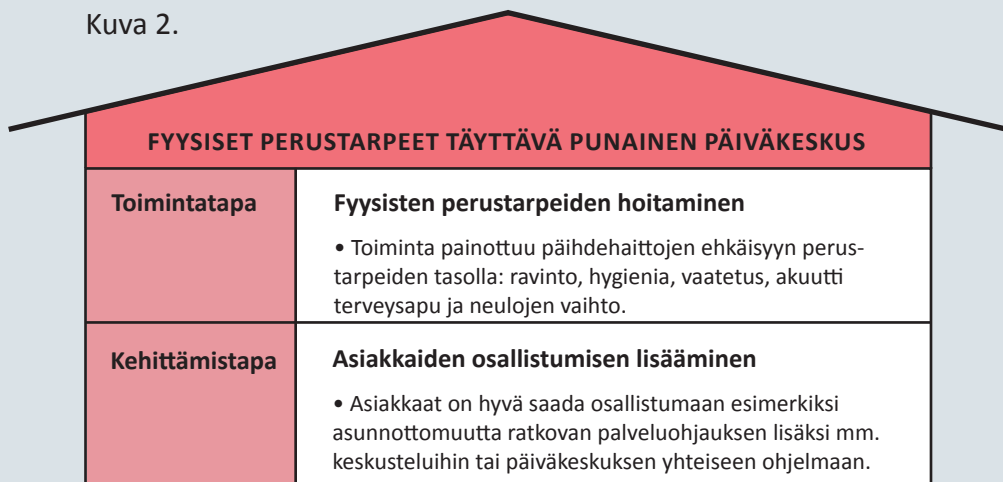 Kuva 2.
FYYSISET PERUSTARPEET TÄYTTÄVÄ PUNAINEN PÄIVÄKESKUS
Toimintatapa
Fyysisten perustarpeiden hoitaminen
• Toiminta painottuu päihdehaittojen ehkäisyyn perus-
tarpeiden tasolla: ravinto, hygienia, vaatetus, akuutti
terveysapu ja neulojen vaihto.
Kehittämistapa
Asiakkaiden osallistumisen lisääminen
• Asiakkaat on hyvä saada osallistumaan esimerkiksi
asunnottomuutta ratkovan palveluohjauksen lisäksi mm.
keskusteluihin tai päiväkeskuksen yhteiseen ohjelmaan.